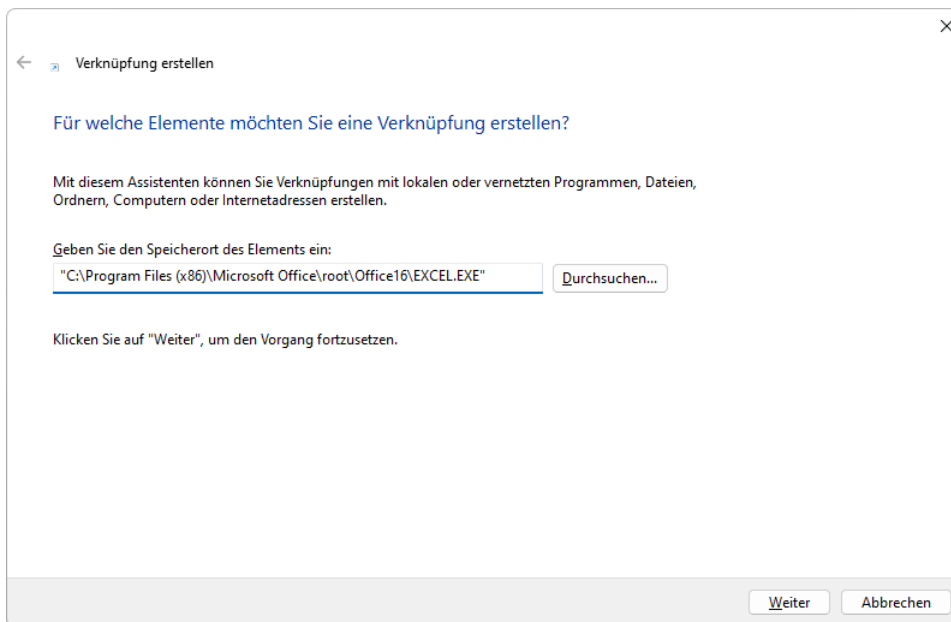 Verknüpfung erstellen
Für welche Elemente möchten Sie eine Verknüpfung erstellen?
Mit diesem Assistenten können Sie Verknüpfungen mit lokalen oder vernetzten Programmen, Dateien,
Ordnern, Computern oder Internetadressen erstellen.
Geben Sie den Speicherort des Elements ein:
"C:\Program Files (x86)\Microsoft Office\root\Office16\EXCEL.EXE"
Durchsuchen...
Klicken Sie auf "Weiter", um den Vorgang fortzusetzen.
Weiter
Abbrechen